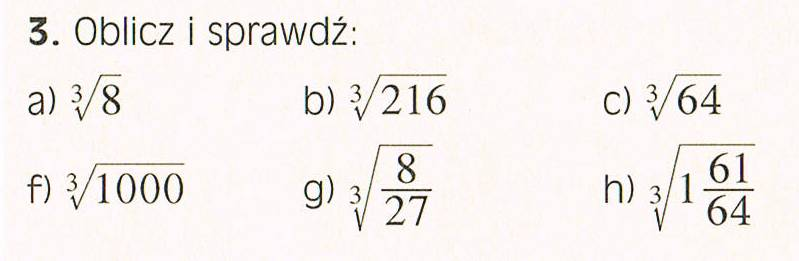 3. Oblicz i sprawdź:
a) ∛8 b) ∛216 c) ∛64
f) ∛1000 g) ∛(8/27) h) ∛(1 61/64)